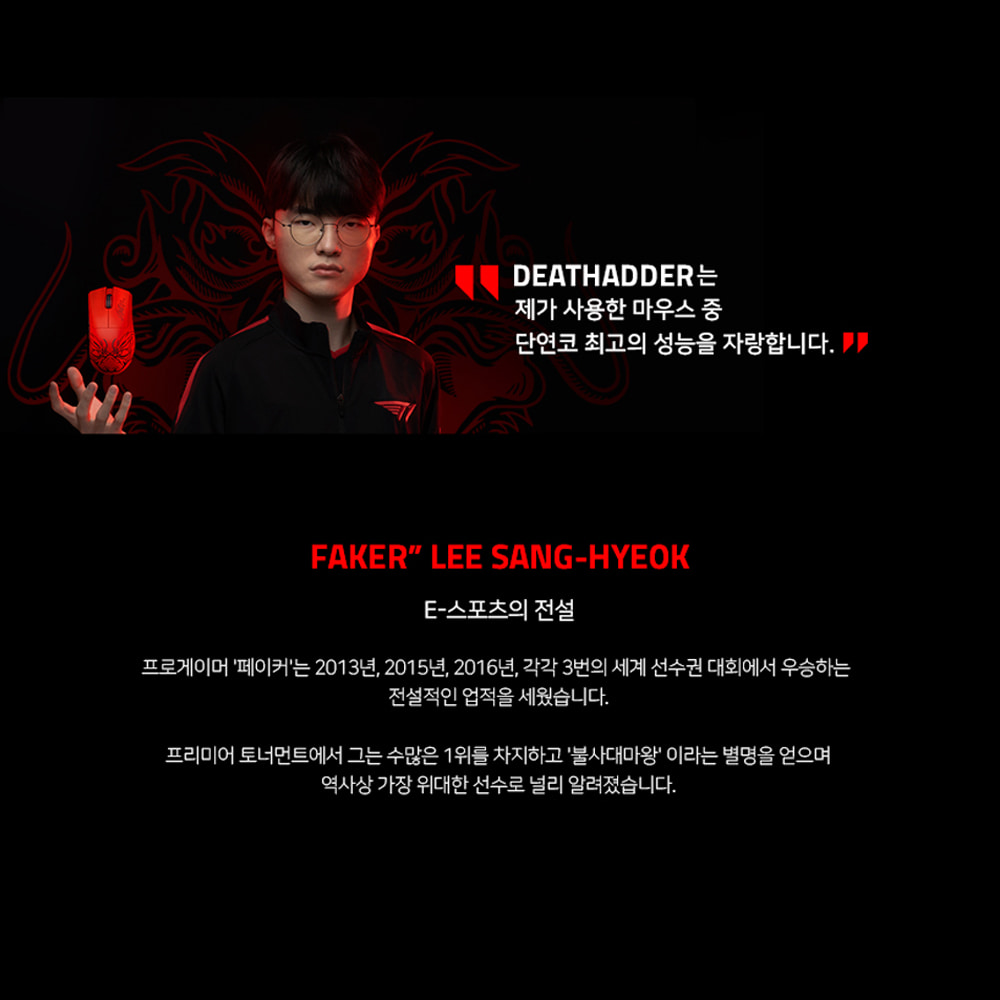 DEATHADDER는
제가 사용한 마우스 중
단연코 최고의 성능을 자랑합니다.
FAKER” LEE SANG-HYEOK
E-스포츠의 전설
프로게이머 '페이커'는 2013년, 2015년, 2016년, 각각 3번의 세계 선수권 대회에서 우승하는
전설적인 업적을 세웠습니다.
프리미어 토너먼트에서 그는 수많은 1위를 차지하고 '불사대마왕' 이라는 별명을 얻으며
역사상 가장 위대한 선수로 널리 알려졌습니다.